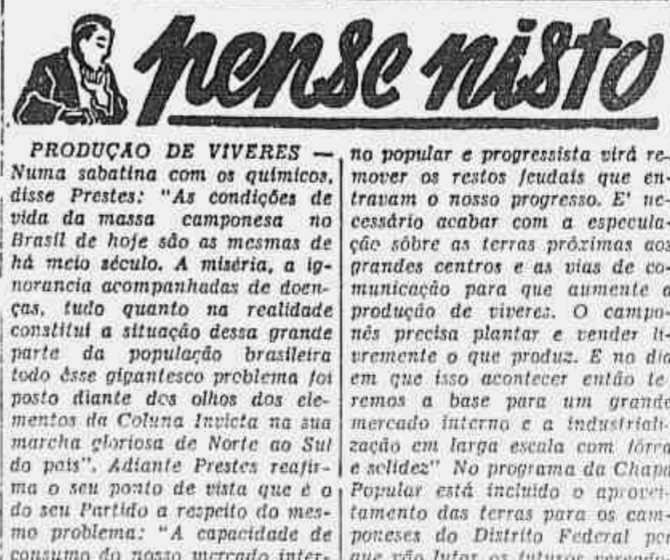 pense nisto
PRODUÇÃO DE VIVERES —
Numa sabatina com os químicos,
disse Prestes: "As condições de
vida da massa camponesa no
Brasil de hoje são as mesmas de
há meio século. A miséria, a ig-
norancia acompanhadas de doen-
ças, tudo quanto na realidade
constitui a situação dessa grande
parte da população brasileira
todo êsse gigantesco problema foi
posto diante dos olhos dos ele-
mentos da Coluna Invicta na sua
marcha gloriosa de Norte ao Sul
do país". Adiante Prestes reafir-
ma o seu ponto de vista que é o
do seu Partido a respeito do mes-
mo problema: "A capacidade de
consumo do nosso mercado inter-
no popular e progressista virá re-
mover os restos feudais que en-
travam o nosso progresso. E' ne-
cessário acabar com a especula-
ção sôbre as terras próximas aos
grandes centros e as vias de co-
municação para que aumente a
produção de viveres. O campo-
nês precisa plantar e vender li-
vremente o que produz. E no dia
em que isso acontecer então te-
remos a base para um grande
mercado interno e a industriali-
zação em larga escala com fôrça
e solidez" No programa da Chapa
Popular está incluido o aprovei-
tamento das terras para os cam-
poneses do Distrito Federal por
que vão lutar os futuros